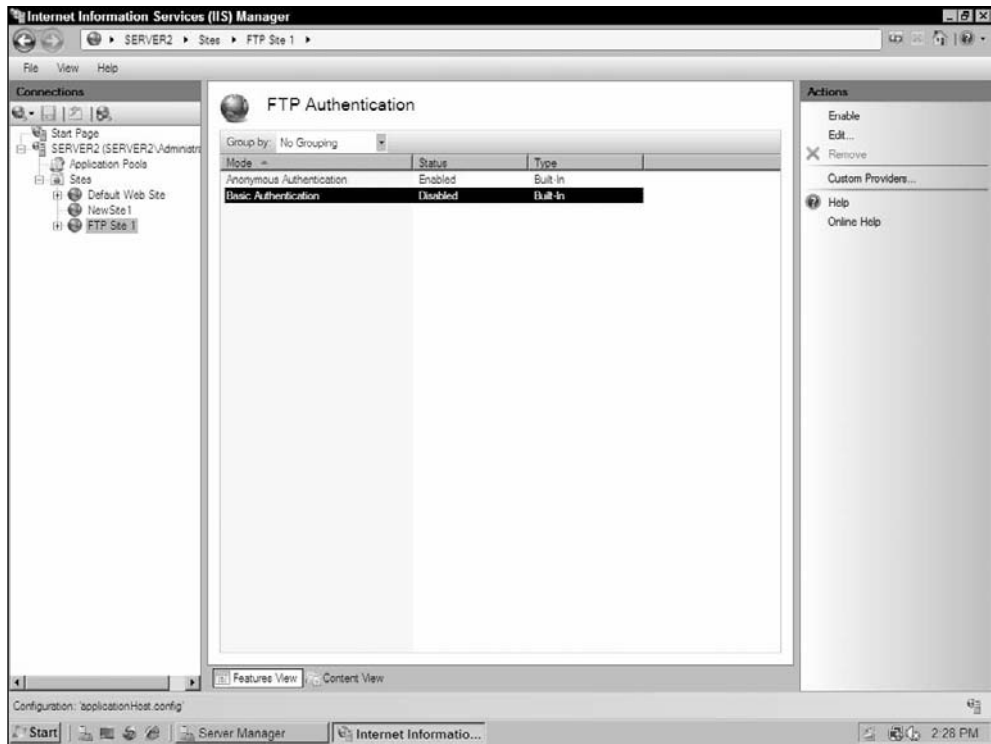 Internet Information Services (IIS) Manager
SERVER2 Sites FTP Site 1
File View Help
Connections
Start Page
SERVER2 (SERVER2\Administra
Application Pools
Sites
Default Web Site
NewSite1
FTP Site 1
FTP Authentication
Group by: No Grouping
Mode Status Type
Anonymous Authentication Enabled Built-In
Basic Authentication Disabled Built-In
Features View Content View
Actions
Enable
Edit...
Remove
Custom Providers...
Help
Online Help
Configuration: 'applicationHost.config'
Start Server Manager Internet Informatio... 2:28 PM